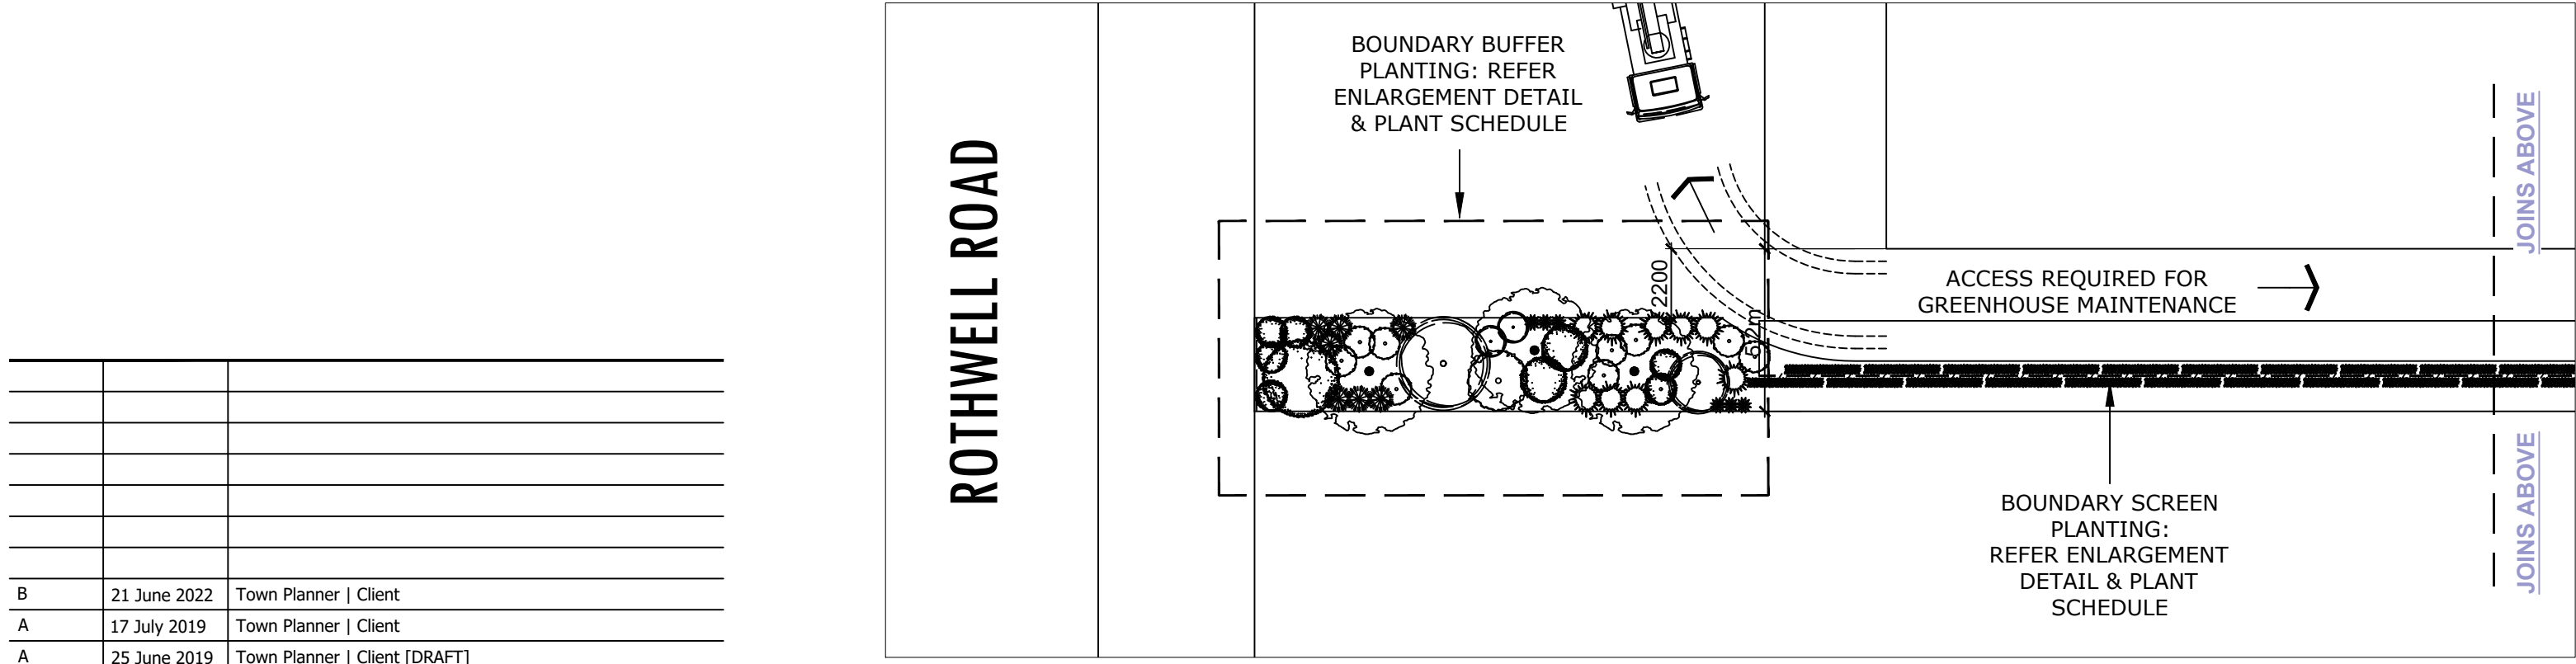 BOUNDARY BUFFER
PLANTING: REFER
ENLARGEMENT DETAIL
& PLANT SCHEDULE
ROTHWELL ROAD
JOINS ABOVE
2200
ACCESS REQUIRED FOR
GREENHOUSE MAINTENANCE
BOUNDARY SCREEN
PLANTING:
REFER ENLARGEMENT
DETAIL & PLANT
SCHEDULE
JOINS ABOVE
B 21 June 2022 Town Planner | Client
A 17 July 2019 Town Planner | Client
A 25 June 2019 Town Planner | Client [DRAFT]